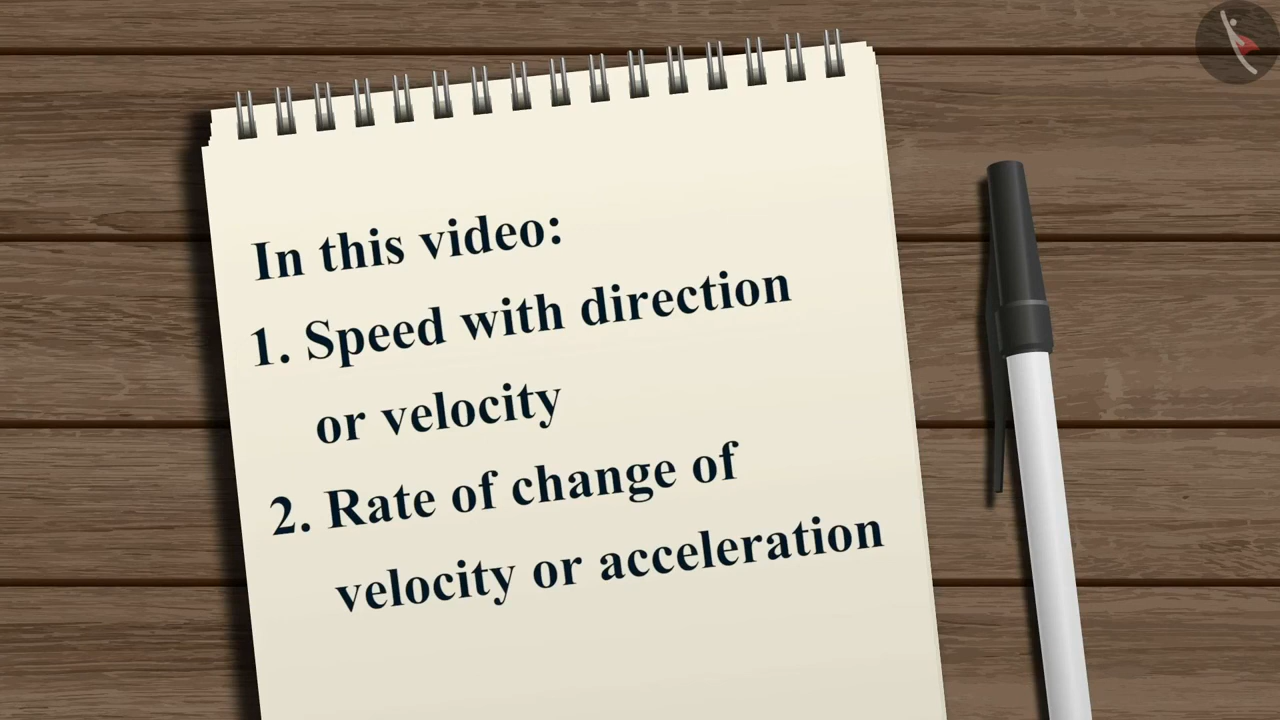 In this video:
1. Speed with direction
or velocity
2. Rate of change of
velocity or acceleration